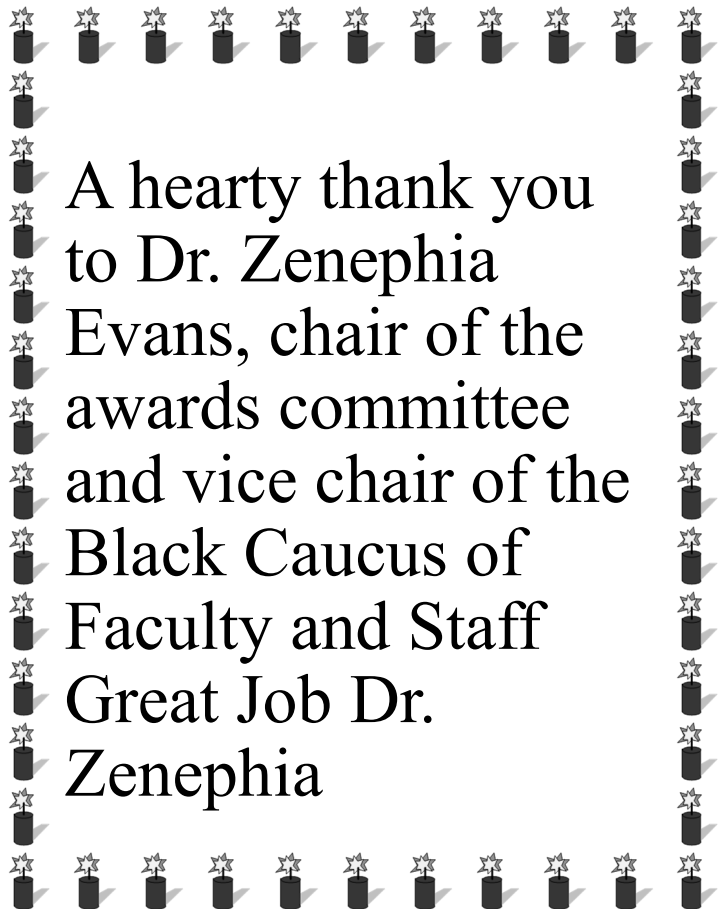 A hearty thank you
to Dr. Zenephia
Evans, chair of the
awards committee
and vice chair of the
Black Caucus of
Faculty and Staff
Great Job Dr.
Zenephia